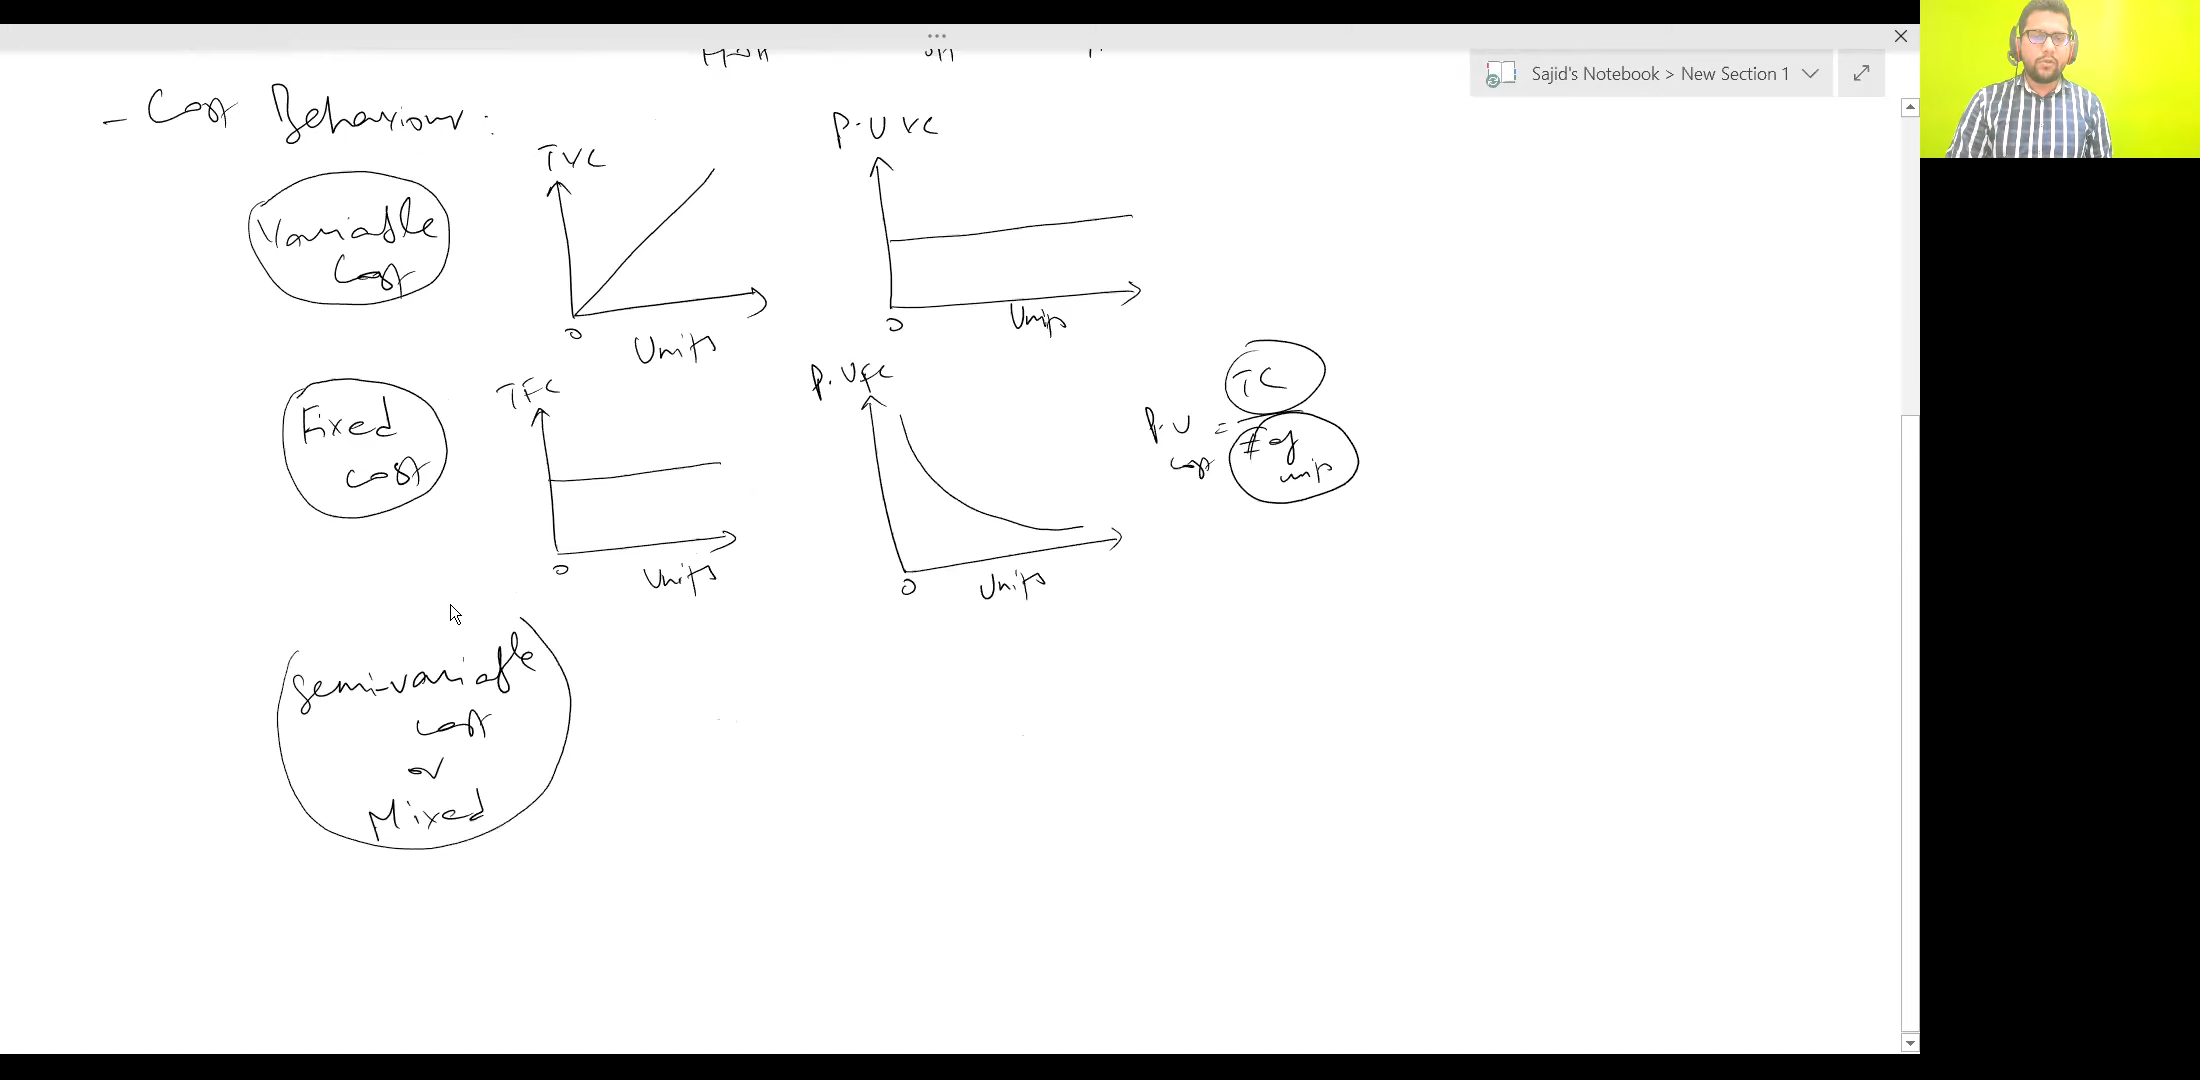 Sajid's Notebook > New Section 1
- Cost Behaviour:
Variable
Cost
TVC
0
Units
P.U VC
0
Units
Fixed
cost
TFC
0
Units
P.U FC
0
Units
P.U
cost
=
TC
# of
units
Semi-variable
cost
or
Mixed